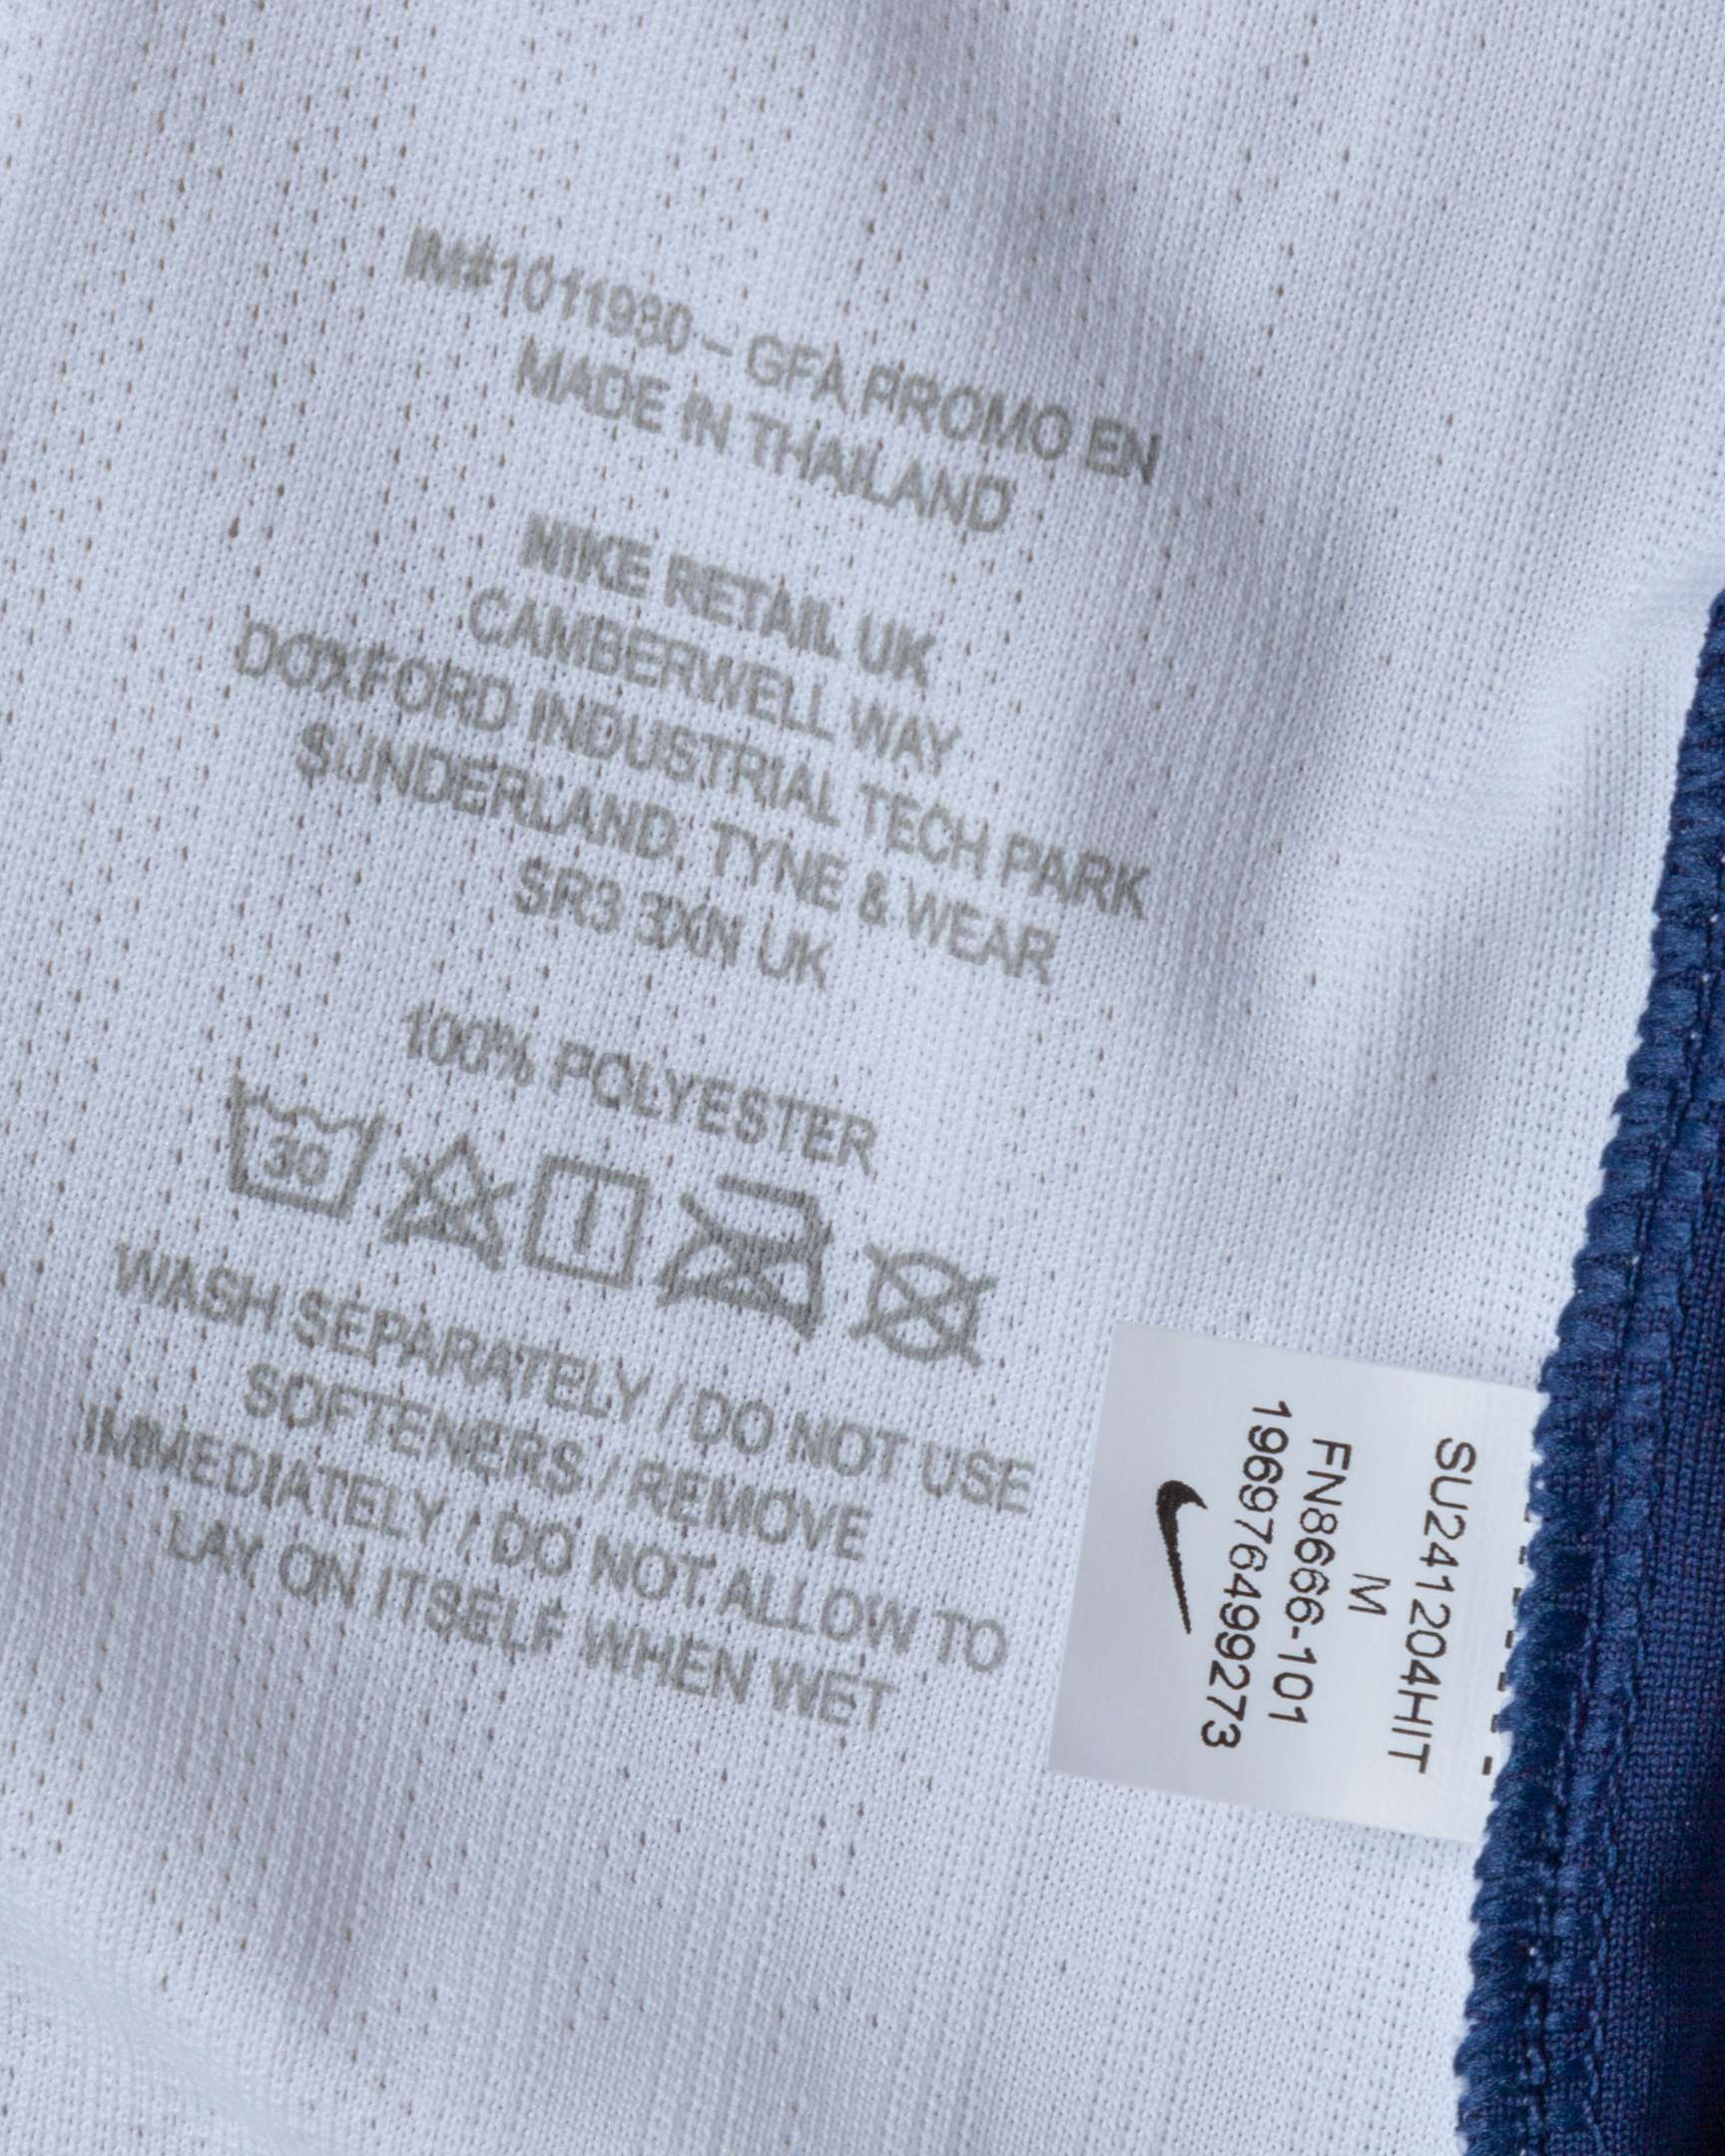 IM#1011930 – GFA PROMO EN
MADE IN THAILAND
NIKE RETAIL UK
CAMBERWELL WAY
DOXFORD INDUSTRIAL TECH PARK
SUNDERLAND, TYNE & WEAR
SR3 3XN UK
100% POLYESTER
30
WASH SEPARATELY / DO NOT USE
SOFTENERS / REMOVE
IMMEDIATELY / DO NOT ALLOW TO
LAY ON ITSELF WHEN WET
SU241204HIT
M
FN8666-101
196976499273